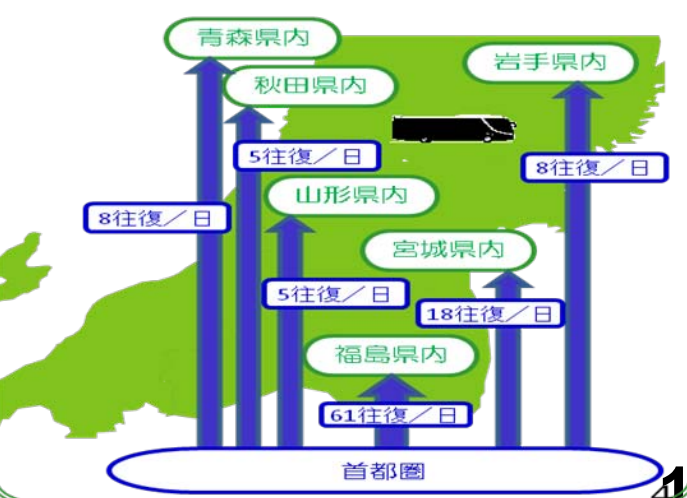 青森県内
秋田県内
岩手県内
5往復／日
8往復／日
山形県内
8往復／日
宮城県内
5往復／日
18往復／日
福島県内
61往復／日
首都圏
1